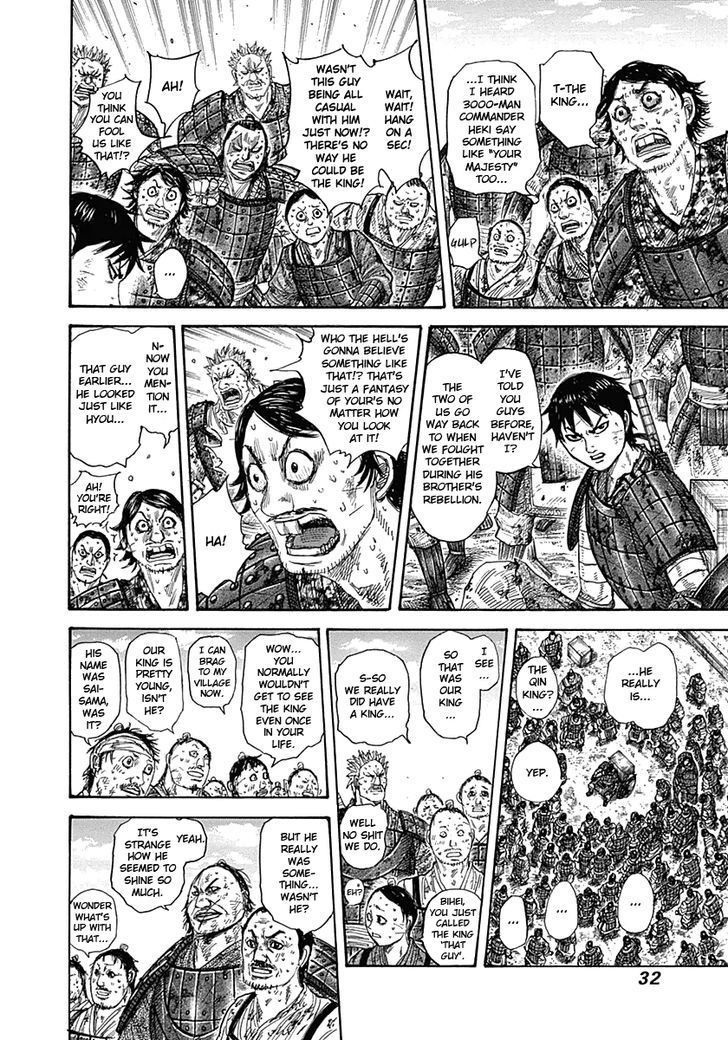 T-THE
KING...
...I THINK
I HEARD
3000-MAN
COMMANDER
HEKI SAY
SOMETHING
LIKE "YOUR
MAJESTY"
TOO...
GULP
WAIT,
WAIT!
HANG
ON A
SEC!
WASN'T
THIS GUY
BEING ALL
CASUAL
WITH HIM
JUST NOW!?
THERE'S NO
WAY HE
COULD BE
THE KING!
AH!
YOU
THINK
YOU CAN
FOOL
US LIKE
THAT!?
...
I'VE
TOLD
YOU
GUYS
BEFORE,
HAVEN'T
I?
THE
TWO OF
US GO
WAY BACK
TO WHEN
WE FOUGHT
TOGETHER
DURING HIS
BROTHER'S
REBELLION.
WHO THE HELL'S
GONNA BELIEVE
SOMETHING LIKE
THAT!? THAT'S
JUST A FANTASY
OF YOUR'S NO
MATTER HOW
YOU LOOK
AT IT!
HA!
N-
NOW YOU
MEN-
TION
IT...
THAT GUY
EARLIER...
HE LOOKED
JUST LIKE
HYOU...
AH!
YOU'RE
RIGHT!
...HE
REALLY
IS...
THE
QIN
KING?...
YEP.
...
...
...
I
SEE...
SO
THAT
WAS OUR
KING
...
S-SO
WE REALLY
DID HAVE
A KING...
WELL
NO SHIT
WE DO.
BIHEI,
YOU JUST
CALLED
THE KING
'THAT
GUY'.
EH?
WOW...
YOU
NORMALLY
WOULDN'T
GET TO SEE
THE KING
EVEN ONCE
IN YOUR
LIFE.
I CAN
BRAG TO
MY
VILLAGE
NOW.
OUR
KING IS
PRETTY
YOUNG,
ISN'T
HE?
HIS
NAME
WAS
SAI-
SAMA,
WAS
IT?
BUT HE
REALLY
WAS
SOME-
THING...
WASN'T
HE?
YEAH.
IT'S
STRANGE
HOW HE
SEEMED TO
SHINE SO
MUCH.
WONDER
WHAT'S
UP WITH
THAT...
32